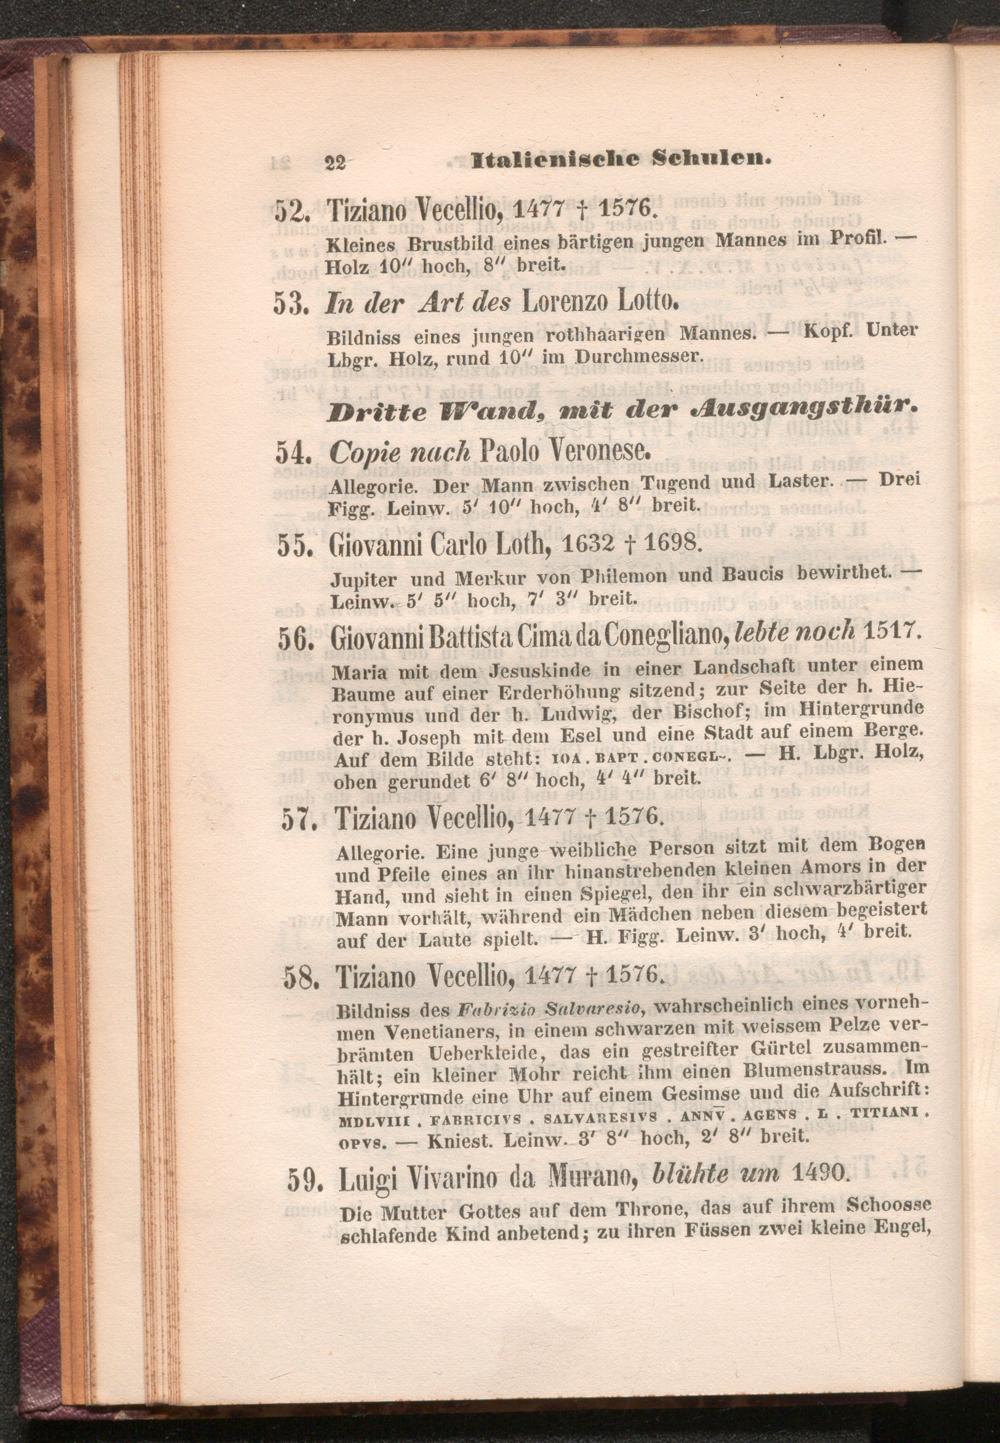 22 Italienische Schulen.
52. Tiziano Vecellio, 1477 † 1576.
Kleines Brustbild eines bärtigen jungen Mannes im Profil. —
Holz 10″ hoch, 8″ breit.
53. In der Art des Lorenzo Lotto.
Bildniss eines jungen rothhaarigen Mannes. — Kopf. Unter
Lbgr. Holz, rund 10″ im Durchmesser.
Dritte Wand, mit der Ausgangsthür.
54. Copie nach Paolo Veronese.
Allegorie. Der Mann zwischen Tugend und Laster. — Drei
Figg. Leinw. 5′ 10″ hoch, 4′ 8″ breit.
55. Giovanni Carlo Loth, 1632 † 1698.
Jupiter und Merkur von Philemon und Baucis bewirthet. —
Leinw. 5′ 5″ hoch, 7′ 3″ breit.
56. Giovanni Battista Cima da Conegliano, lebte noch 1517.
Maria mit dem Jesuskinde in einer Landschaft unter einem
Baume auf einer Erderhöhung sitzend; zur Seite der h. Hie-
ronymus und der h. Ludwig, der Bischof; im Hintergrunde
der h. Joseph mit dem Esel und eine Stadt auf einem Berge.
Auf dem Bilde steht: IOA. BAPT. CONEGL~. — H. Lbgr. Holz,
oben gerundet 6′ 8″ hoch, 4′ 4″ breit.
57. Tiziano Vecellio, 1477 † 1576.
Allegorie. Eine junge weibliche Person sitzt mit dem Bogen
und Pfeile eines an ihr hinanstrebenden kleinen Amors in der
Hand, und sieht in einen Spiegel, den ihr ein schwarzbärtiger
Mann vorhält, während ein Mädchen neben diesem begeistert
auf der Laute spielt. — H. Figg. Leinw. 3′ hoch, 4′ breit.
58. Tiziano Vecellio, 1477 † 1576.
Bildniss des Fabrizio Salvaresio, wahrscheinlich eines vorneh-
men Venetianers, in einem schwarzen mit weissem Pelze ver-
brämten Ueberkleide, das ein gestreifter Gürtel zusammen-
hält; ein kleiner Mohr reicht ihm einen Blumenstrauss. Im
Hintergrunde eine Uhr auf einem Gesimse und die Aufschrift:
MDLVIII. FABRICIVS. SALVARESIVS. ANNV̄. AGENS. L. TITIANI.
OPVS. — Kniest. Leinw. 3′ 8″ hoch, 2′ 8″ breit.
59. Luigi Vivarino da Murano, blühte um 1490.
Die Mutter Gottes auf dem Throne, das auf ihrem Schoosse
schlafende Kind anbetend; zu ihren Füssen zwei kleine Engel,